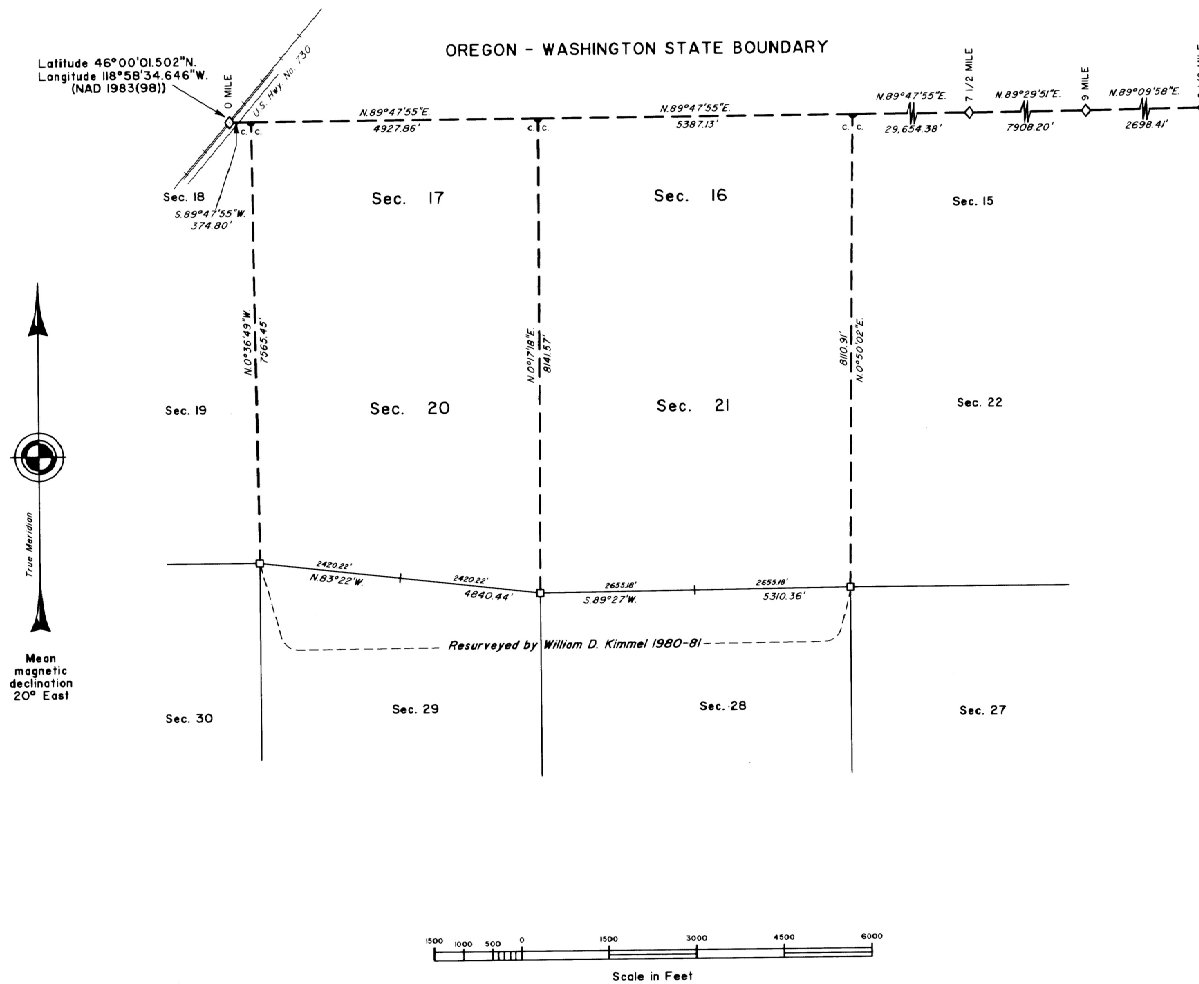 OREGON - WASHINGTON STATE BOUNDARY
Latitude 46°00'01.502"N.
Longitude 118°58'34.646"W.
(NAD 1983(98))
0 MILE
U.S. Hwy. No. 730
N.89°47'55"E.
4927.86'
N.89°47'55"E.
5387.13'
N.89°47'55"E.
29,654.38'
7 1/2 MILE
N.89°29'51"E.
7908.20'
9 MILE
N.89°09'58"E.
2698.41'
C. C.
C. C.
C. C.
Sec. 18
S.89°47'55"W.
374.80'
Sec. 17
Sec. 16
Sec. 15
N.0°36'49"W.
7565.45'
N.0°17'18"E.
8141.57'
8110.91'
N.0°50'02"E.
Sec. 19
Sec. 20
Sec. 21
Sec. 22
True Meridian
2420.22'
N.83°22'W.
2420.22'
4840.44'
2655.18'
S.89°27'W.
2655.18'
5310.36'
Resurveyed by William D. Kimmel 1980-81
Mean
magnetic
declination
20° East
Sec. 30
Sec. 29
Sec. 28
Sec. 27
1500 1000 500 0 1500 3000 4500 6000
Scale in Feet